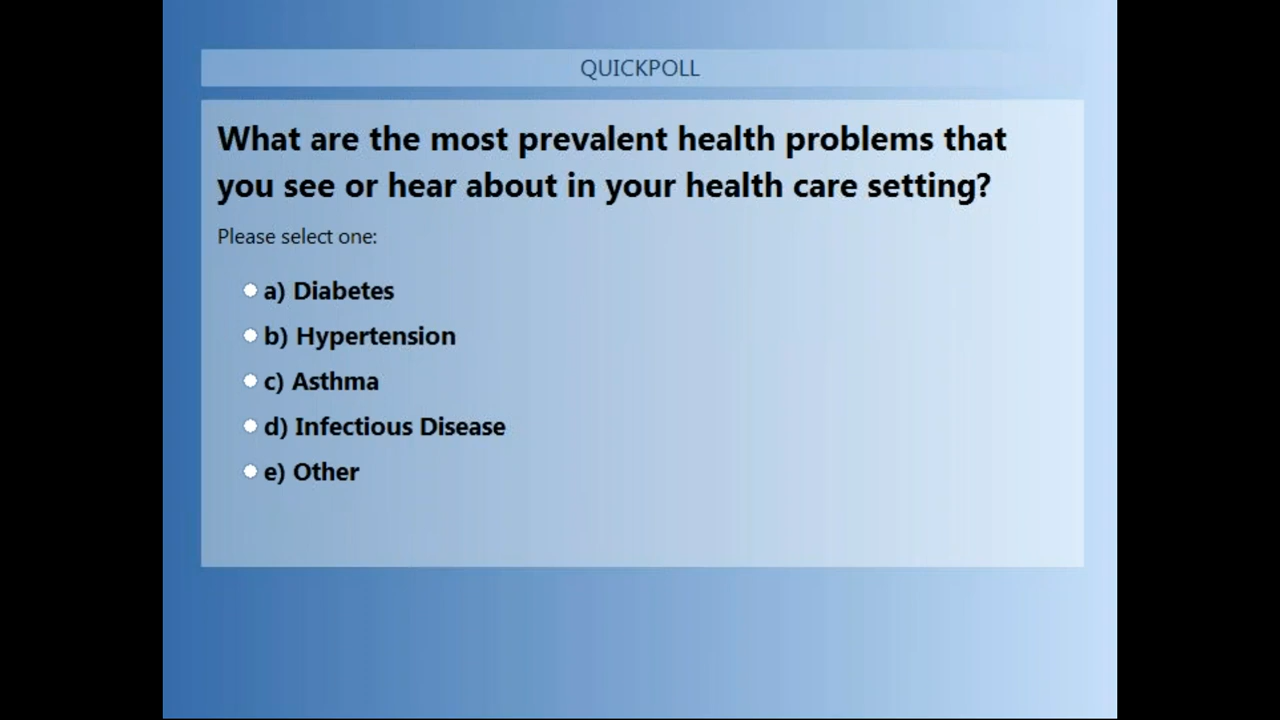 QUICKPOLL
What are the most prevalent health problems that
you see or hear about in your health care setting?
Please select one:
a) Diabetes
b) Hypertension
c) Asthma
d) Infectious Disease
e) Other